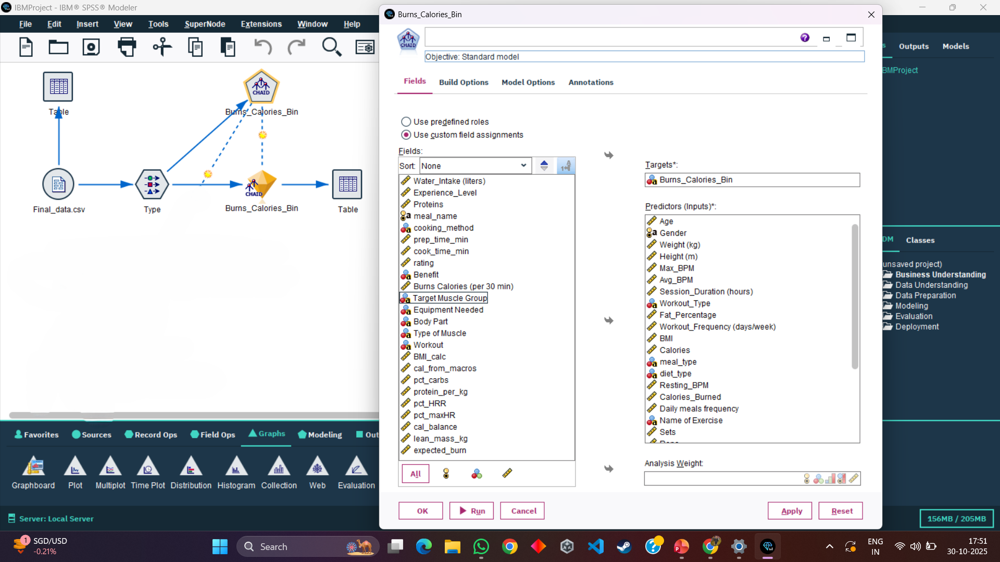 IBMProject - IBM® SPSS® Modeler
File Edit Insert View Tools SuperNode Extensions Window Help
Table
CHAID
Burns_Calories_Bin
Final_data.csv
Type
CHAID
Burns_Calories_Bin
Table
Favorites Sources Record Ops Field Ops Graphs Modeling Out
Graphboard Plot Multiplot Time Plot Distribution Histogram Collection Web Evaluation
Server: Local Server
Burns_Calories_Bin
CHAID
Objective: Standard model
Fields Build Options Model Options Annotations
Use predefined roles
Use custom field assignments
Fields:
Sort: None
Water_Intake (liters)
Experience_Level
Proteins
meal_name
cooking_method
prep_time_min
cook_time_min
rating
Benefit
Burns Calories (per 30 min)
Target Muscle Group
Equipment Needed
Body Part
Type of Muscle
Workout
BMI_calc
cal_from_macros
pct_carbs
protein_per_kg
pct_HRR
pct_maxHR
cal_balance
lean_mass_kg
expected_burn
All
Targets*:
Burns_Calories_Bin
Predictors (Inputs)*:
Age
Gender
Weight (kg)
Height (m)
Max_BPM
Avg_BPM
Session_Duration (hours)
Workout_Type
Fat_Percentage
Workout_Frequency (days/week)
BMI
Calories
meal_type
diet_type
Resting_BPM
Calories_Burned
Daily meals frequency
Name of Exercise
Sets
Analysis Weight:
OK Run Cancel Apply Reset
s Outputs Models
BMProject
DM Classes
unsaved project)
Business Understanding
Data Understanding
Data Preparation
Modeling
Evaluation
Deployment
156MB / 205MB
1
SGD/USD
-0.21%
Search
ENG
IN
17:51
30-10-2025